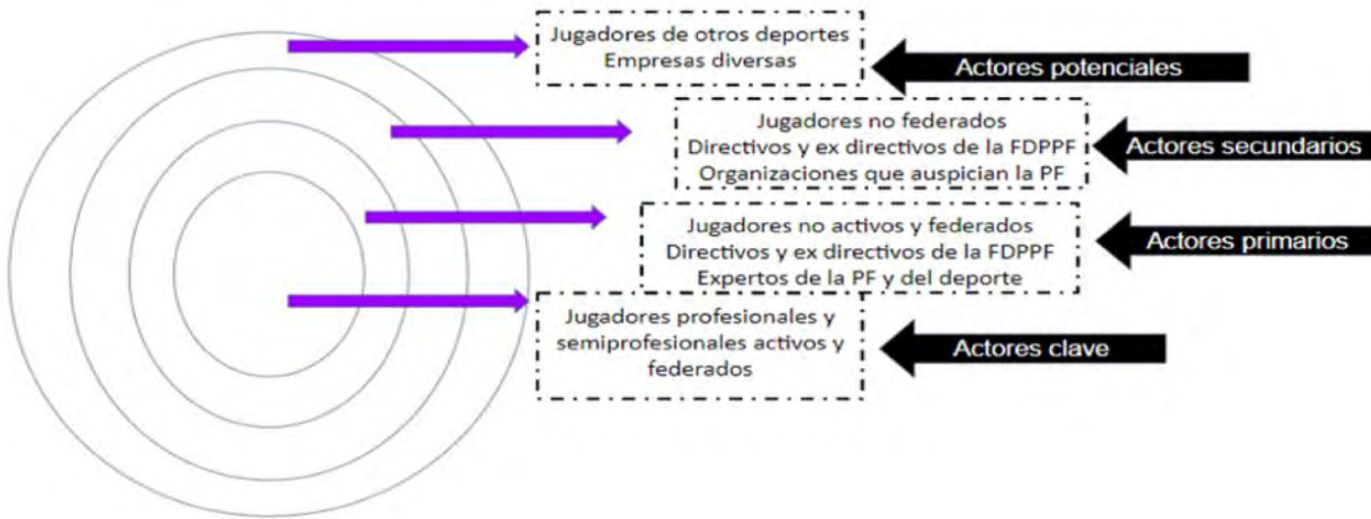 Jugadores de otros deportes
Empresas diversas
Actores potenciales
Jugadores no federados
Directivos y ex directivos de la FDPPF
Organizaciones que auspician la PF
Actores secundarios
Jugadores no activos y federados
Directivos y ex directivos de la FDPPF
Expertos de la PF y del deporte
Actores primarios
Jugadores profesionales y
semiprofesionales activos y
federados
Actores clave